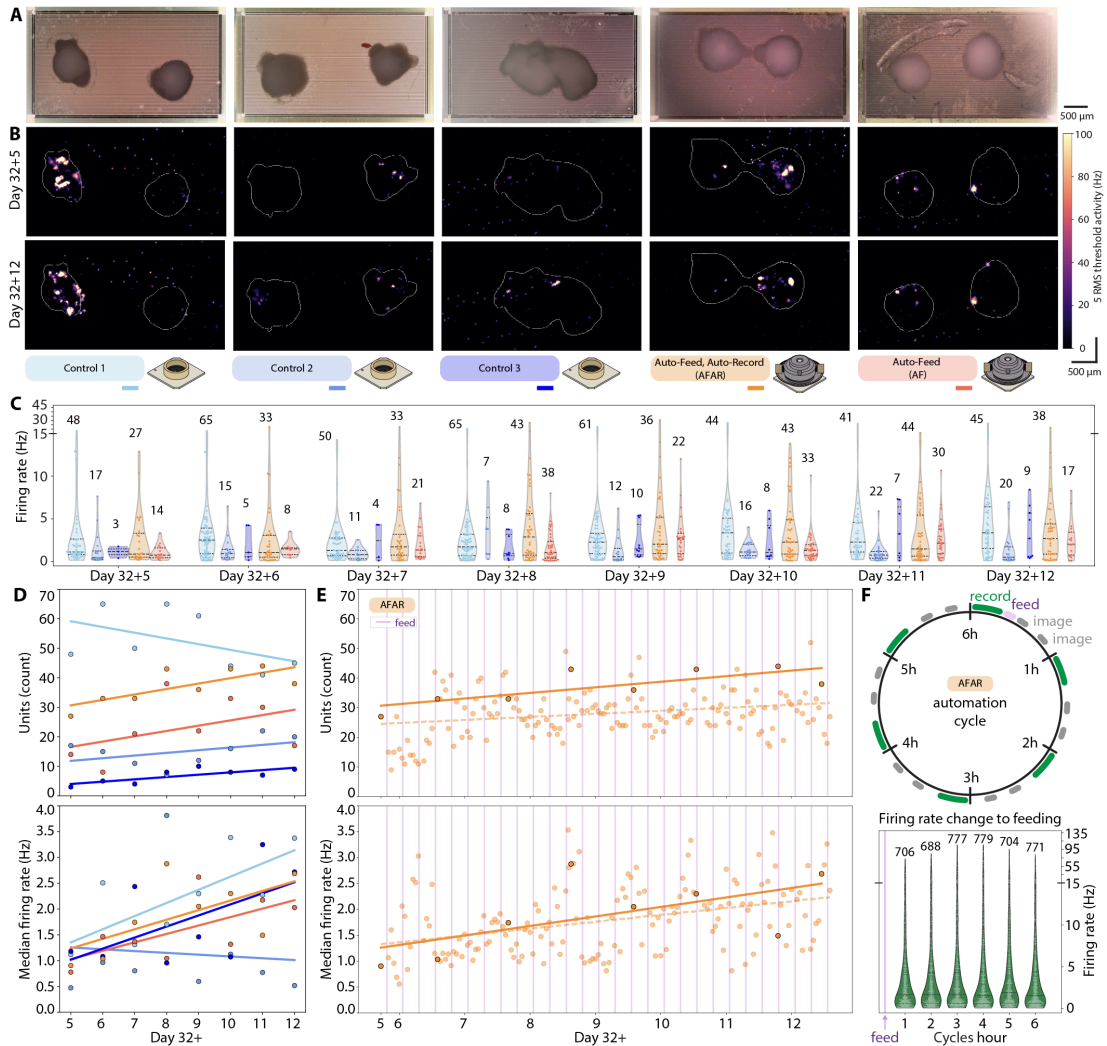 A
500 µm
B
Day 32+5
Day 32+12
100
80
60
40
20
0
5 RMS threshold activity (Hz)
500 µm
Control 1
Control 2
Control 3
Auto-Feed, Auto-Record
(AFAR)
Auto-Feed
(AF)
C
Firing rate (Hz)
45
30
15
10
5
0
48 17 3 27 14
65 15 5 33 8
50 11 4 33 21
65 7 8 43 38
61 12 10 36 22
44 16 8 43 33
41 22 7 44 30
45 20 9 38 17
Day 32+5 Day 32+6 Day 32+7 Day 32+8 Day 32+9 Day 32+10 Day 32+11 Day 32+12
D
Units (count)
70
60
50
40
30
20
10
0
Median firing rate (Hz)
4.0
3.5
3.0
2.5
2.0
1.5
1.0
0.5
0.0
5 6 7 8 9 10 11 12
Day 32+
E
AFAR
feed
Units (count)
70
60
50
40
30
20
10
0
Median firing rate (Hz)
4.0
3.5
3.0
2.5
2.0
1.5
1.0
0.5
0.0
5 6 7 8 9 10 11 12
Day 32+
F
record
feed
image
image
6h
1h
2h
3h
4h
5h
AFAR
automation
cycle
Firing rate change to feeding
706 688 777 779 704 771
135
95
55
15
10
5
0
Firing rate (Hz)
1 2 3 4 5 6
feed
Cycles hour